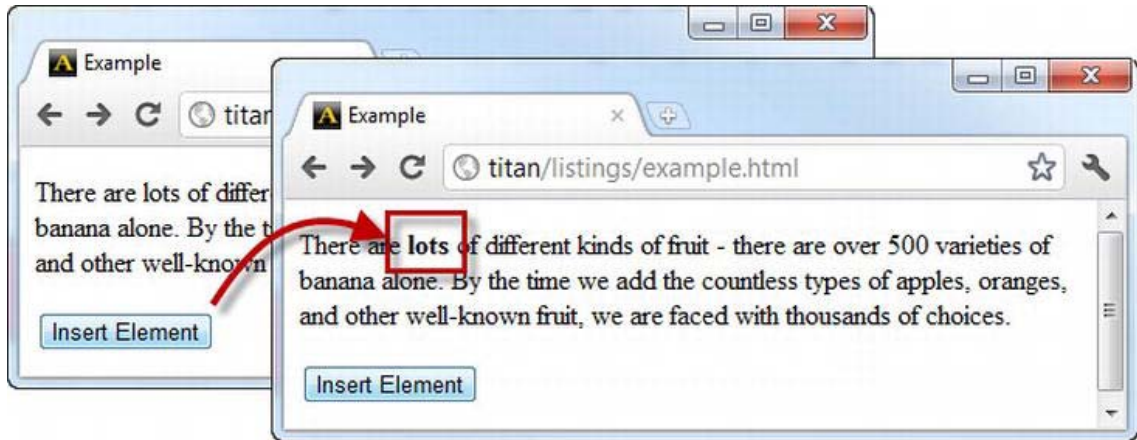 Example
titan
There are lots of differ
banana alone. By the t
and other well-known
Insert Element
Example
titan/listings/example.html
There are lots of different kinds of fruit - there are over 500 varieties of
banana alone. By the time we add the countless types of apples, oranges,
and other well-known fruit, we are faced with thousands of choices.
Insert Element